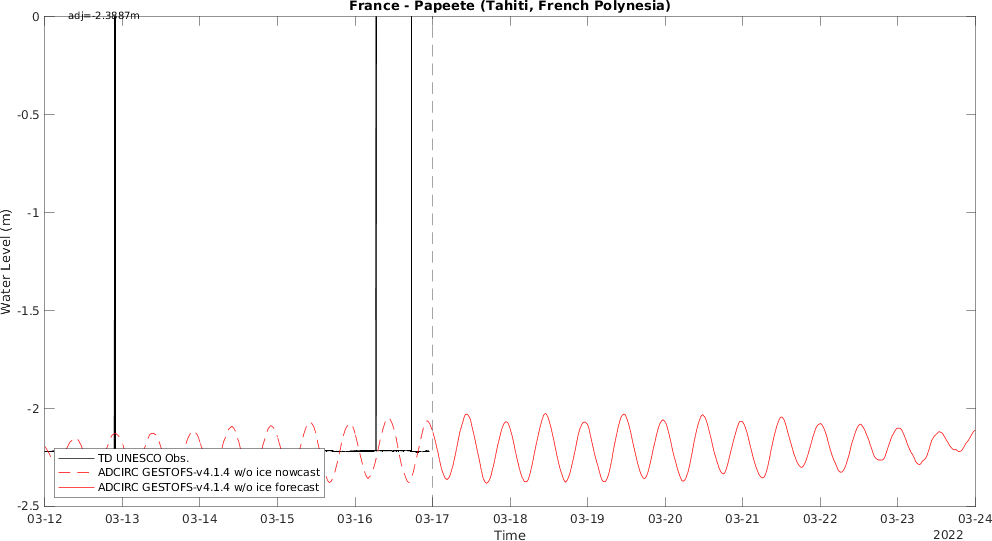 France - Papeete (Tahiti, French Polynesia)
adj=-2.3887m
0
-0.5
-1
-1.5
-2
-2.5
Water Level (m)
TD UNESCO Obs.
ADCIRC GESTOFS-v4.1.4 w/o ice nowcast
ADCIRC GESTOFS-v4.1.4 w/o ice forecast
03-12 03-13 03-14 03-15 03-16 03-17 03-18 03-19 03-20 03-21 03-22 03-23 03-24
Time
2022